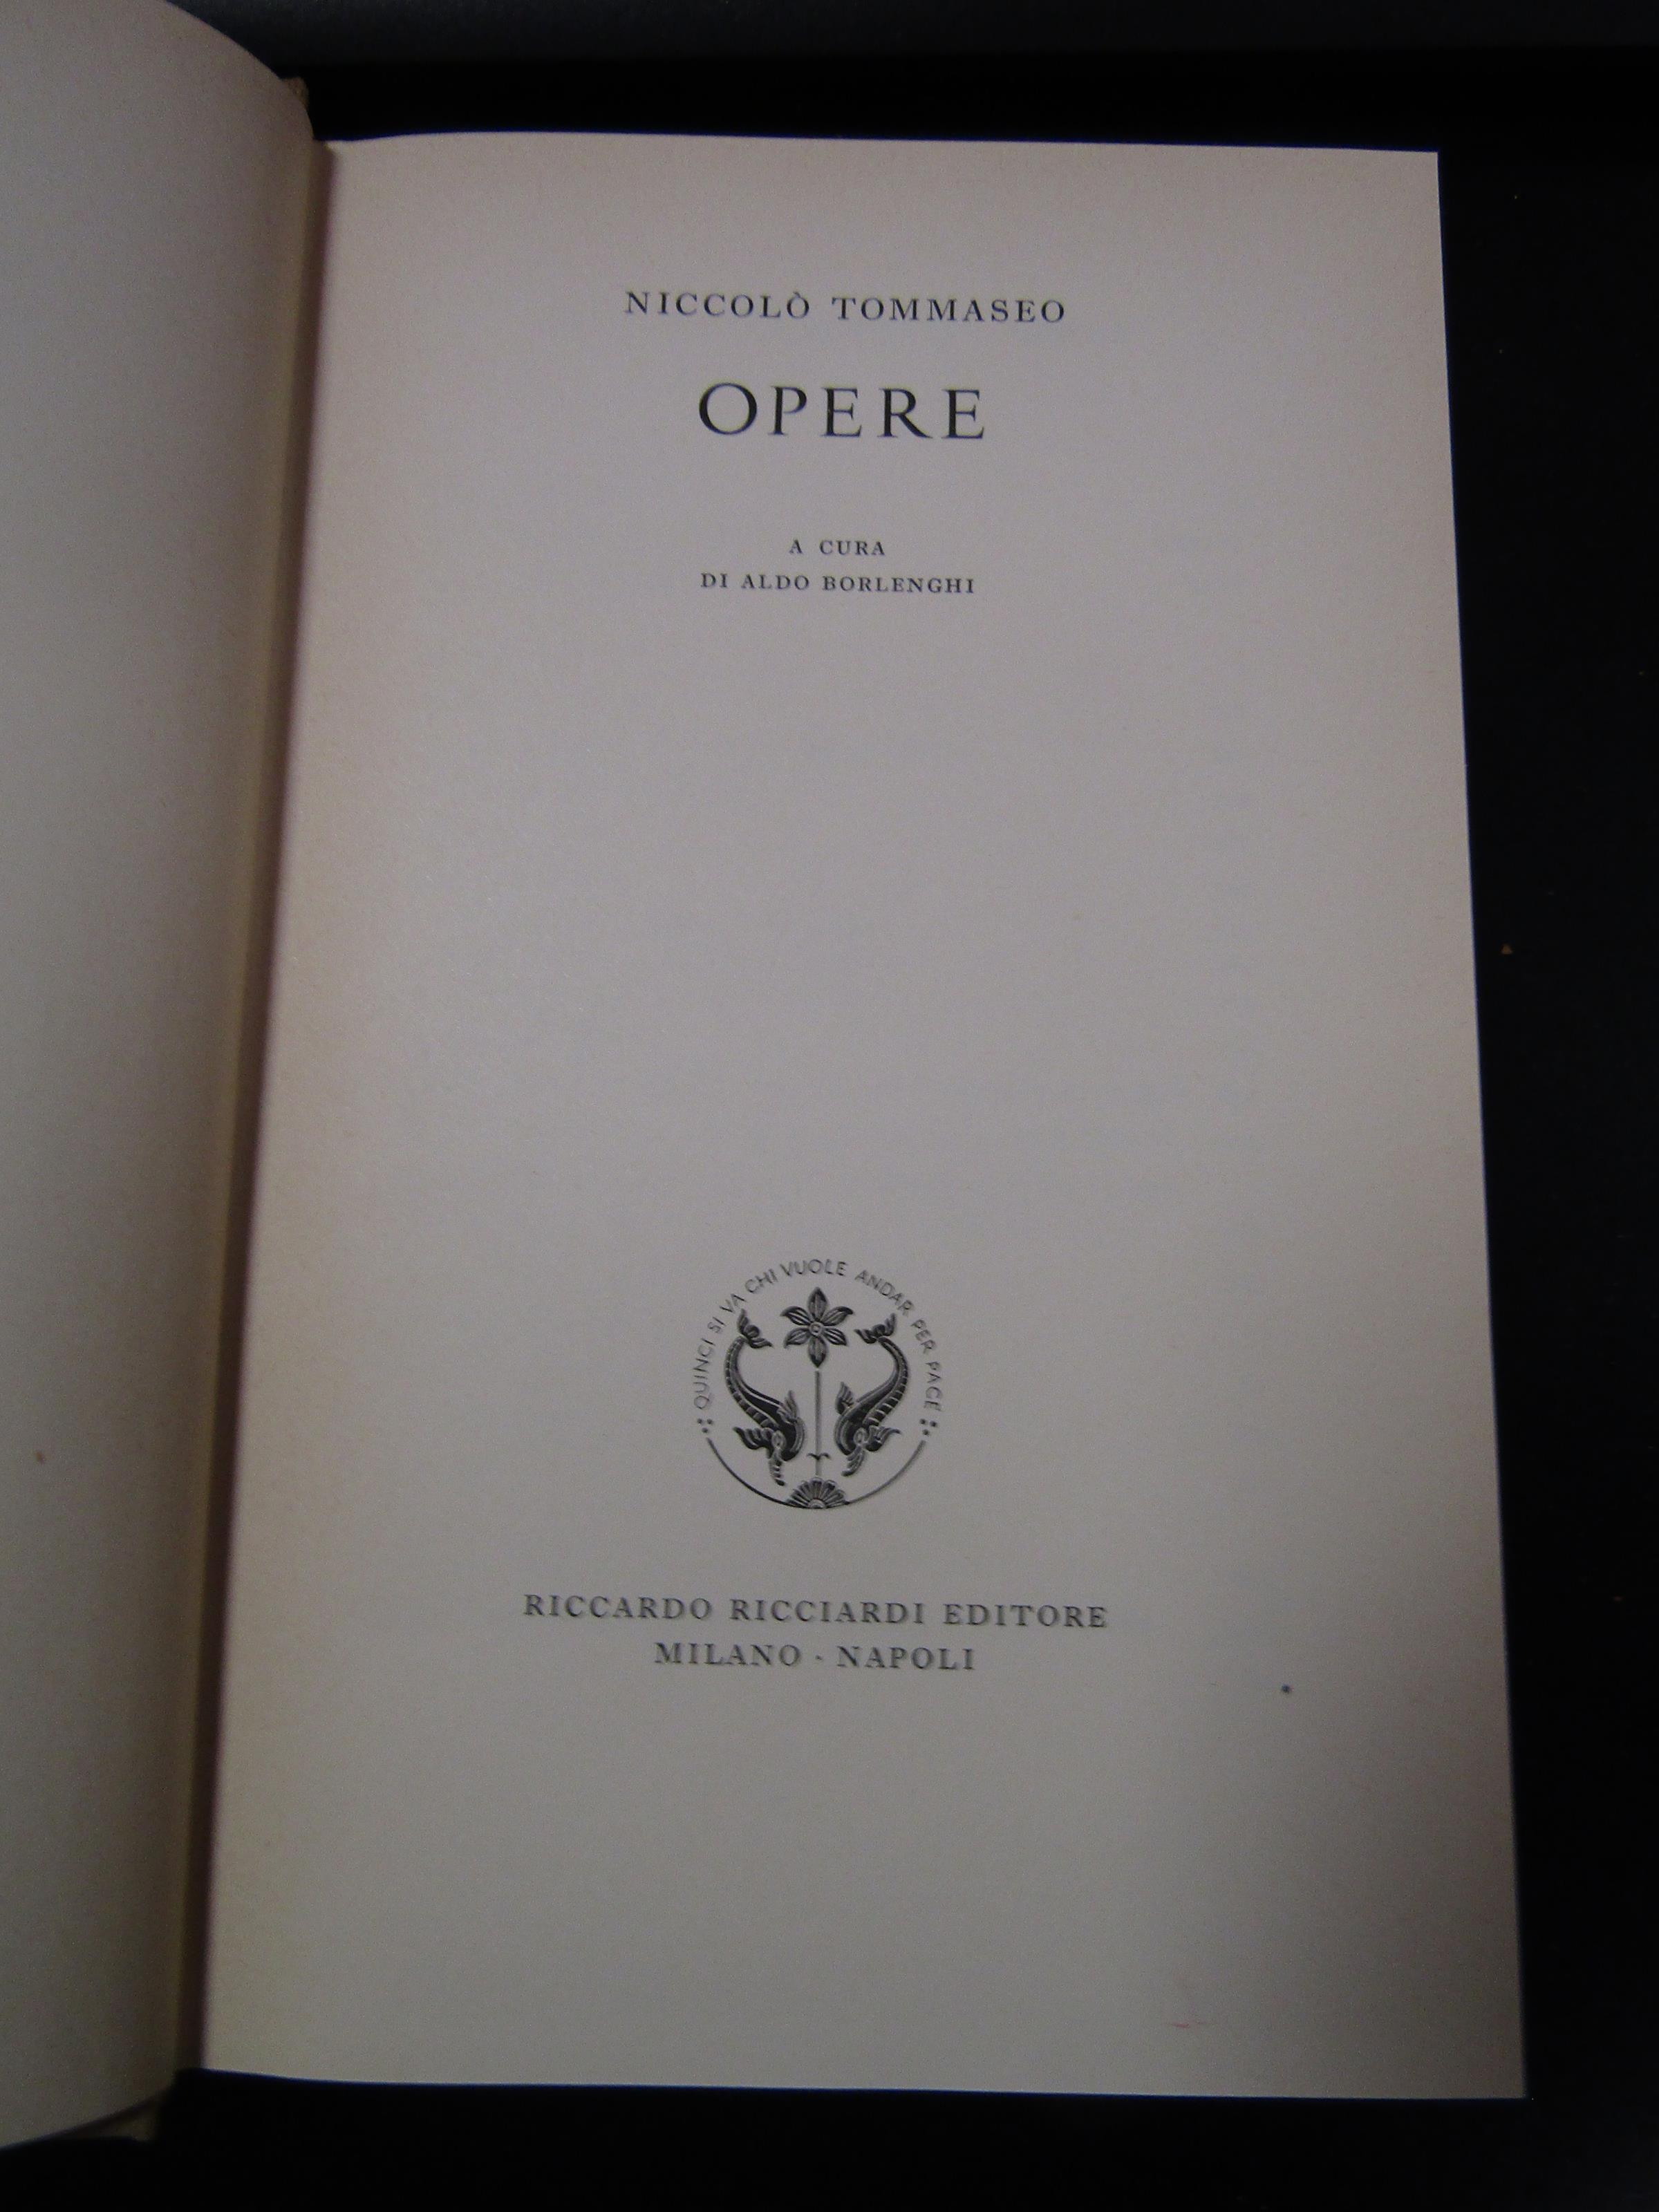 NICCOLÒ TOMMASEO
OPERE
A CURA
DI ALDO BORLENGHI
QUINCI SI VA CHI VUOLE ANDAR PER PACE
RICCARDO RICCIARDI EDITORE
MILANO · NAPOLI